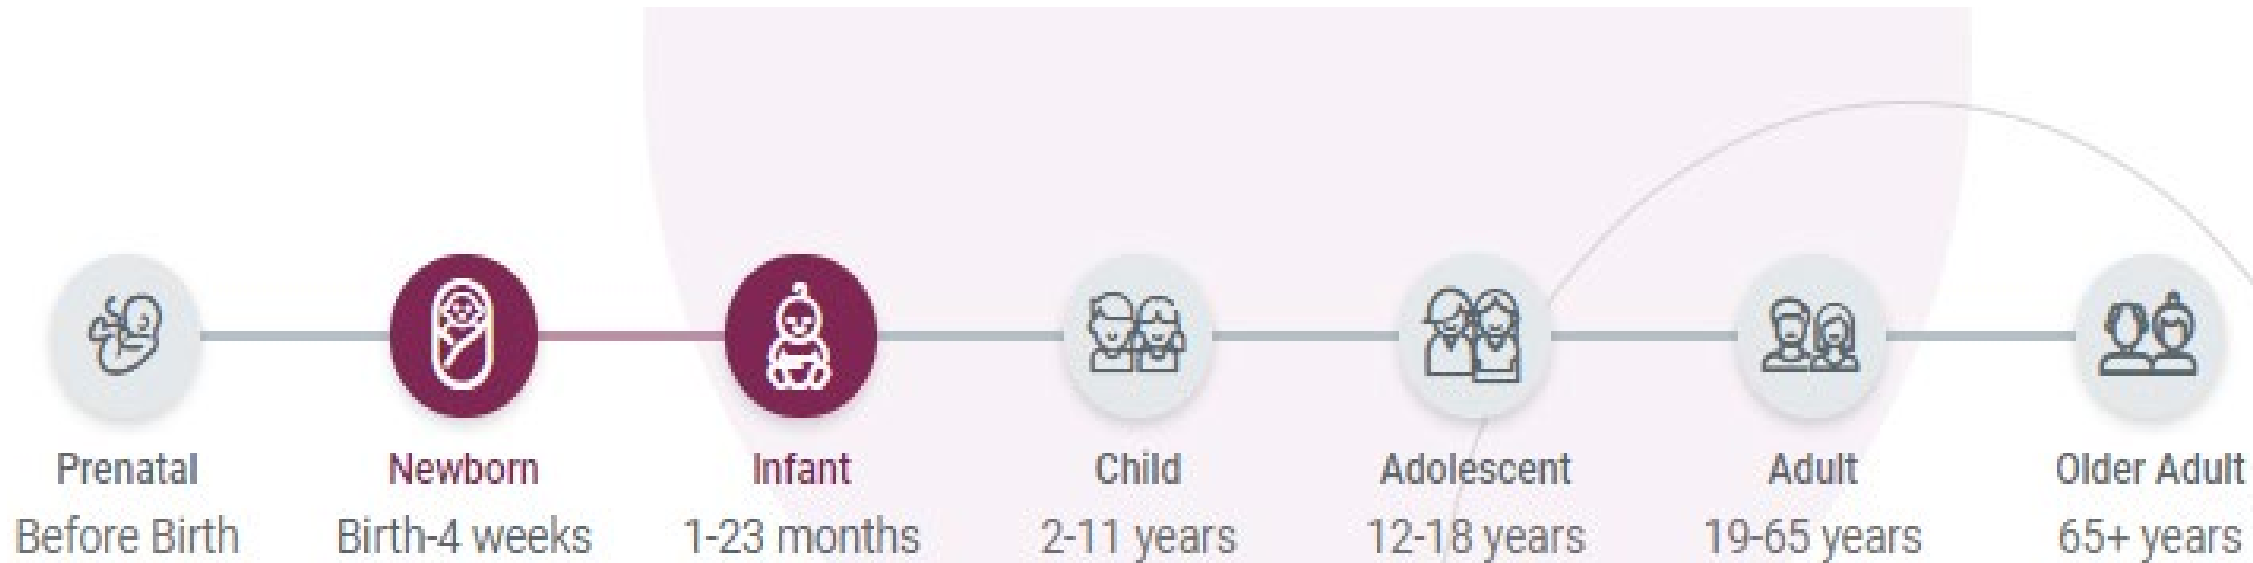 Prenatal
Newborn
Infant
Child
Adolescent
Adult
Older Adult
Before Birth
Birth-4 weeks
1-23 months
2-11 years
12-18 years
19-65 years
65+ years